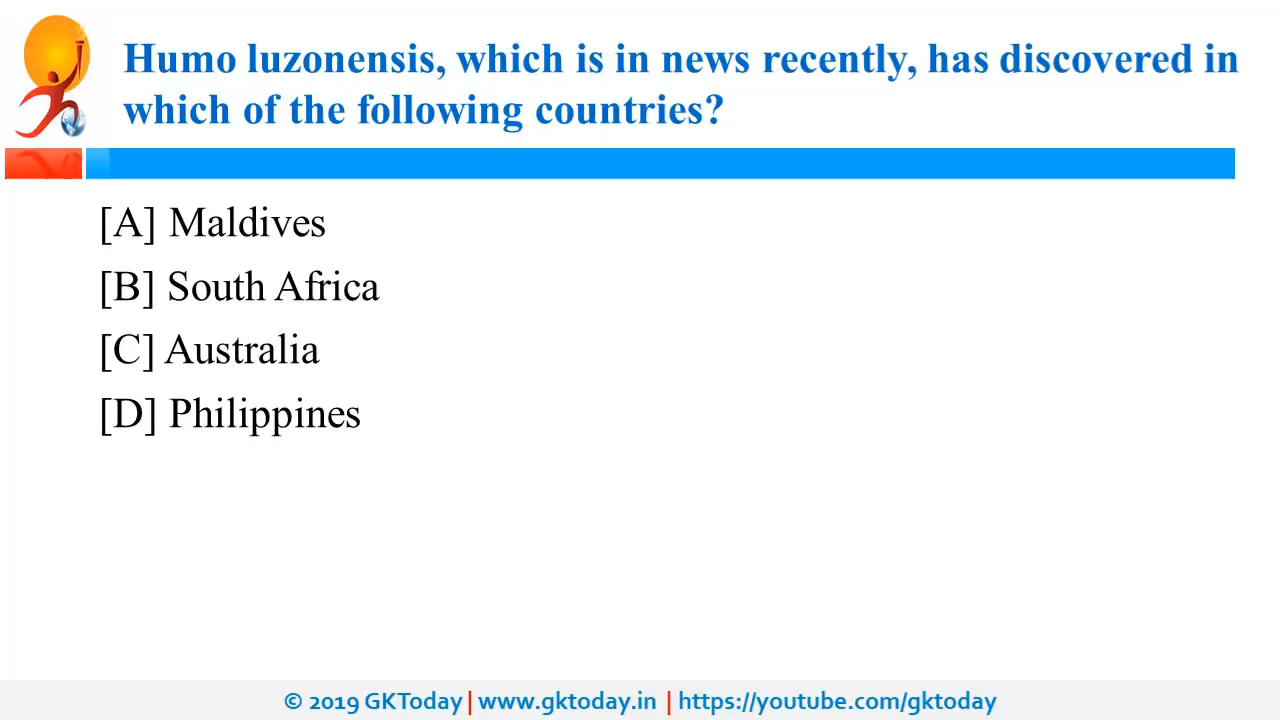 Humo luzonensis, which is in news recently, has discovered in
which of the following countries?
[A] Maldives
[B] South Africa
[C] Australia
[D] Philippines
© 2019 GKToday | www.gktoday.in | https://youtube.com/gktoday